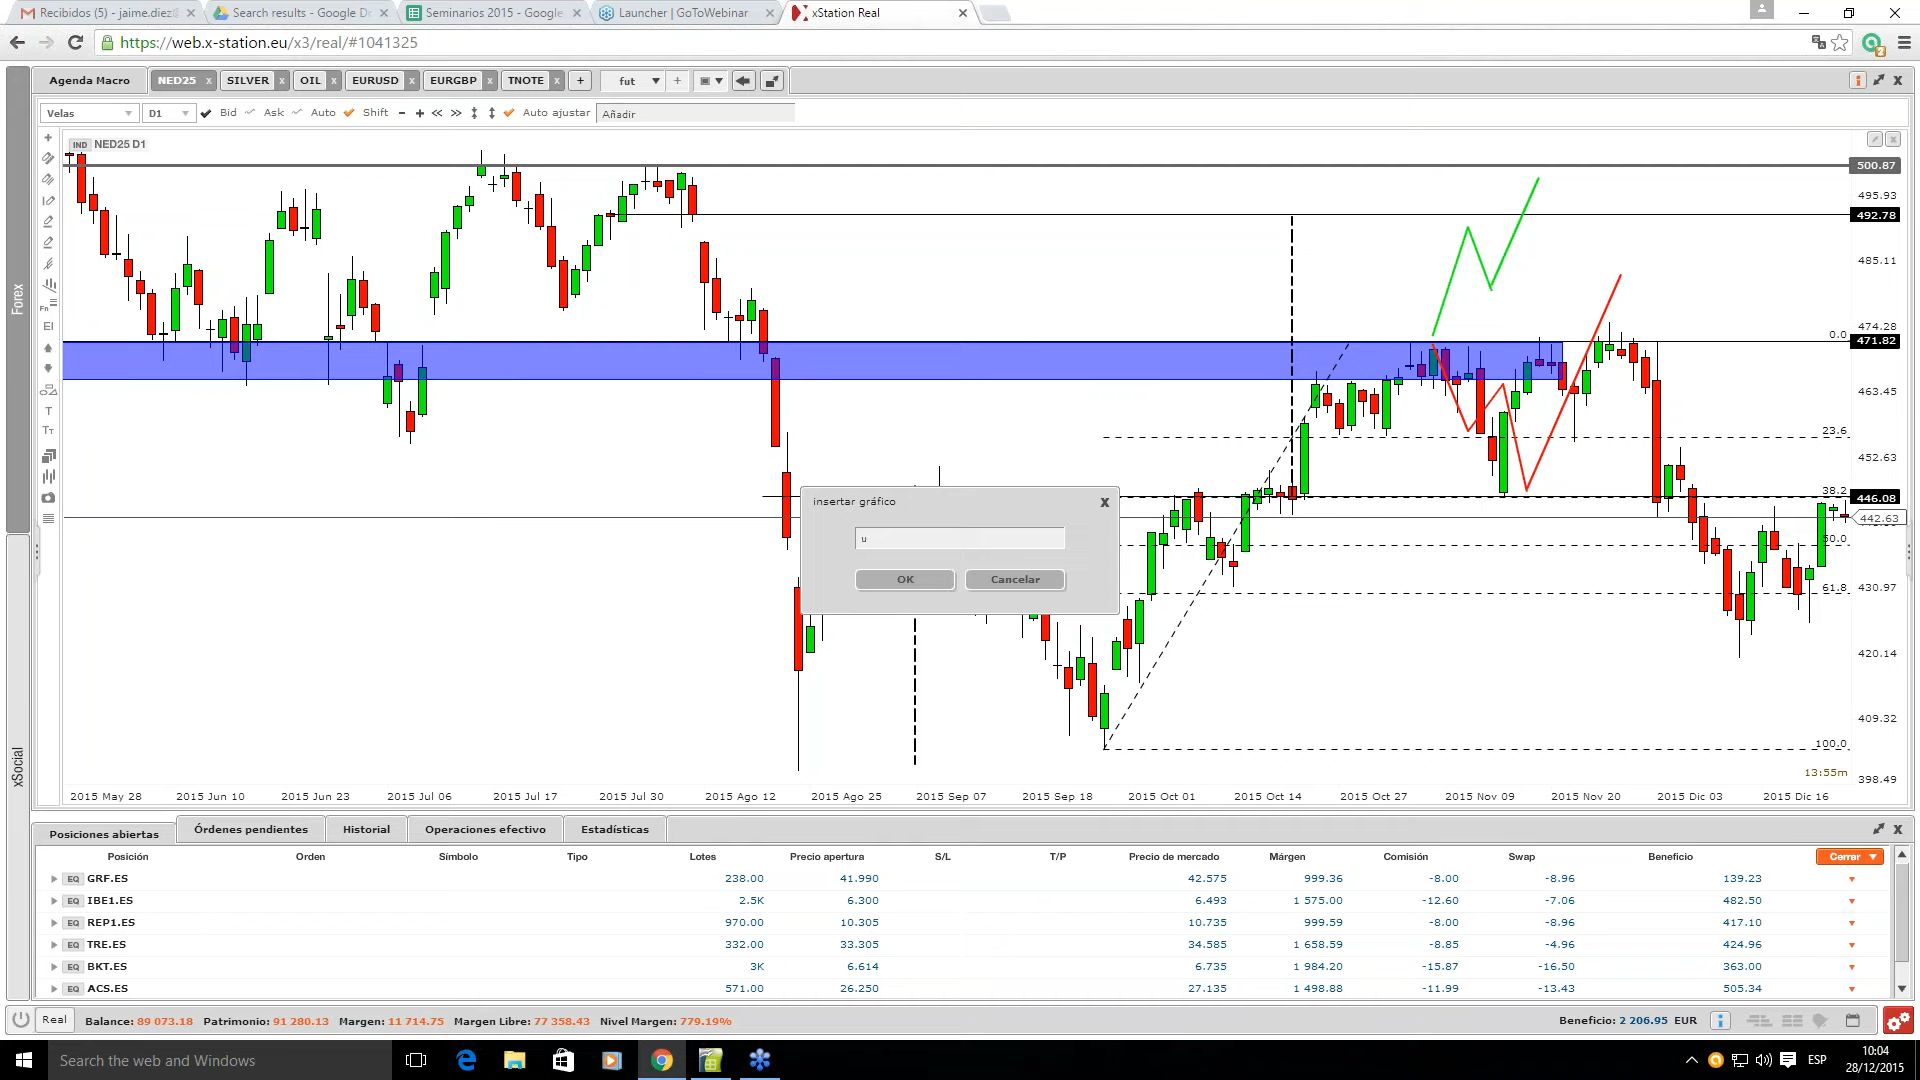 Recibidos (5) - jaime.diez@
Search results - Google Dr
Seminarios 2015 - Google
Launcher | GoToWebinar
xStation Real
https://web.x-station.eu/x3/real/#1041325
Agenda Macro NED25 x SILVER x OIL x EURUSD x EURGBP x TNOTE x + fut
Velas D1 Bid Ask Auto Shift Auto ajustar Añadir
IND NED25 D1
Forex
xSocial
500.87
495.93
492.78
485.11
474.28
0.0
471.82
463.45
23.6
452.63
38.2
446.08
442.63
50.0
61.8
430.97
420.14
409.32
100.0
13:55m
398.49
insertar gráfico X
u
OK Cancelar
2015 May 28 2015 Jun 10 2015 Jun 23 2015 Jul 06 2015 Jul 17 2015 Jul 30 2015 Ago 12 2015 Ago 25 2015 Sep 07 2015 Sep 18 2015 Oct 01 2015 Oct 14 2015 Oct 27 2015 Nov 09 2015 Nov 20 2015 Dic 03 2015 Dic 16
Posiciones abiertas Órdenes pendientes Historial Operaciones efectivo Estadísticas
Posición Orden Símbolo Tipo Lotes Precio apertura S/L T/P Precio de mercado Márgen Comisión Swap Beneficio Cerrar
EQ GRF.ES 238.00 41.990 42.575 999.36 -8.00 -8.96 139.23
EQ IBE1.ES 2.5K 6.300 6.493 1 575.00 -12.60 -7.06 482.50
EQ REP1.ES 970.00 10.305 10.735 999.59 -8.00 -8.96 417.10
EQ TRE.ES 332.00 33.305 34.585 1 658.59 -8.85 -4.96 424.96
EQ BKT.ES 3K 6.614 6.735 1 984.20 -15.87 -16.50 363.00
EQ ACS.ES 571.00 26.250 27.135 1 498.88 -11.99 -13.43 505.34
Real Balance: 89 073.18 Patrimonio: 91 280.13 Margen: 11 714.75 Margen Libre: 77 358.43 Nivel Margen: 779.19% Beneficio: 2 206.95 EUR
Search the web and Windows
ESP
10:04
28/12/2015